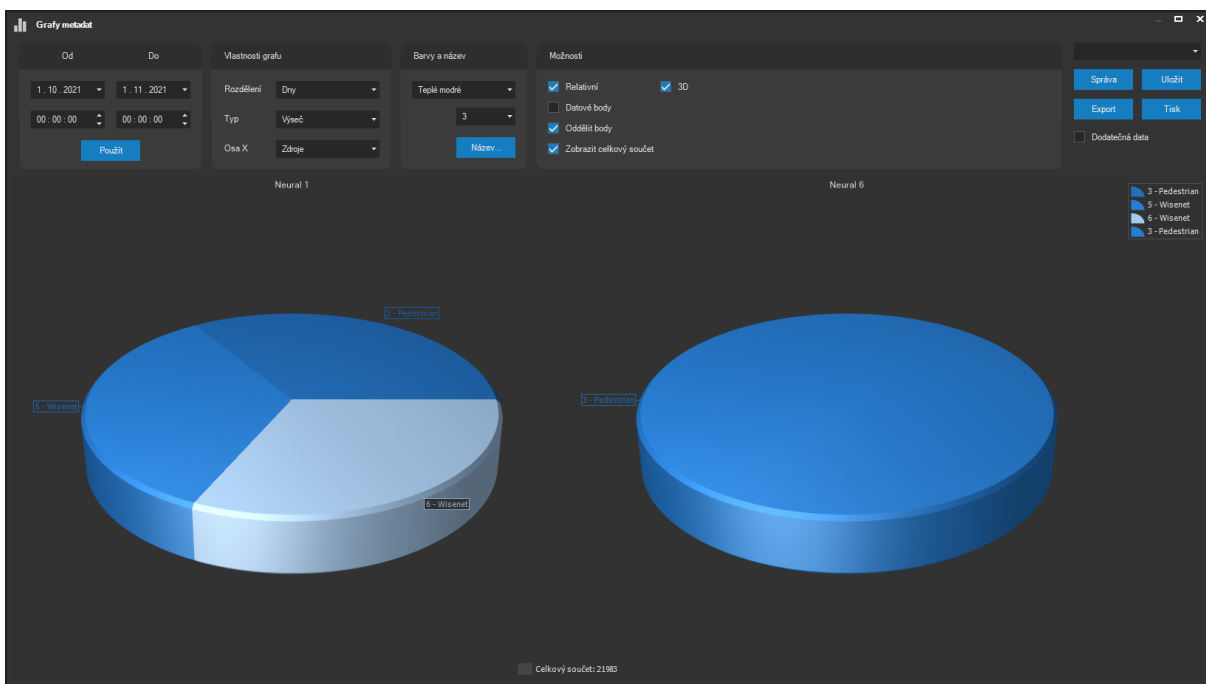 Grafy metadat
Od Do
1 . 10 . 2021 1 . 11 . 2021
00 : 00 : 00 00 : 00 : 00
Použít
Vlastnosti grafu
Rozdělení Dny
Typ Výseč
Osa X Zdroje
Barvy a název
Teplé modré
3
Název...
Možnosti
Relativní 3D
Datové body
Oddělit body
Zobrazit celkový součet
Správa Uložit
Export Tisk
Dodatečná data
Neural 1 Neural 6
3 - Pedestrian
5 - Wisenet
6 - Wisenet
3 - Pedestrian
3 - Pedestrian
5 - Wisenet
6 - Wisenet
3 - Pedestrian
Celkový součet: 21983